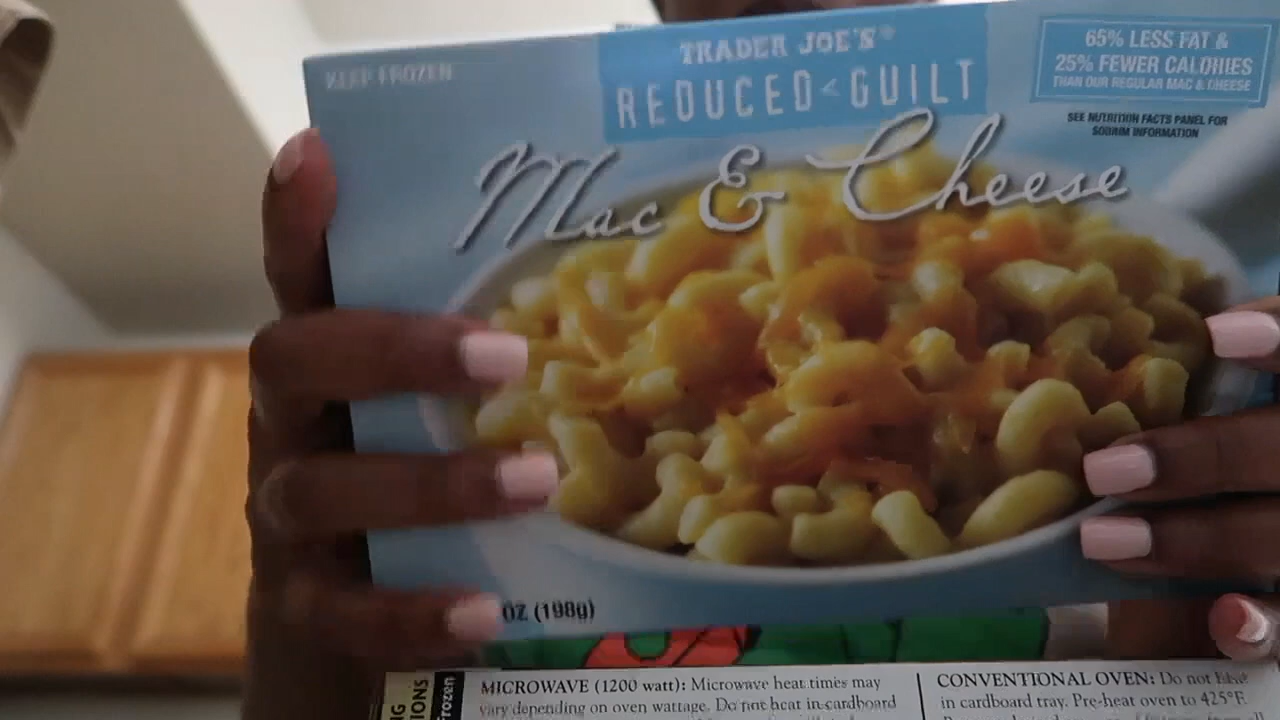 KEEP FROZEN
TRADER JOE'S®
REDUCED GUILT
Mac & Cheese
65% LESS FAT &
25% FEWER CALORIES
THAN OUR REGULAR MAC & CHEESE
SEE NUTRITION FACTS PANEL FOR
SODIUM INFORMATION
OZ (198g)
frozen
MICROWAVE (1200 watt): Microwave heat times may
vary depending on oven wattage. Do not heat in cardboard
CONVENTIONAL OVEN: Do not heat
in cardboard tray. Pre-heat oven to 425°F.